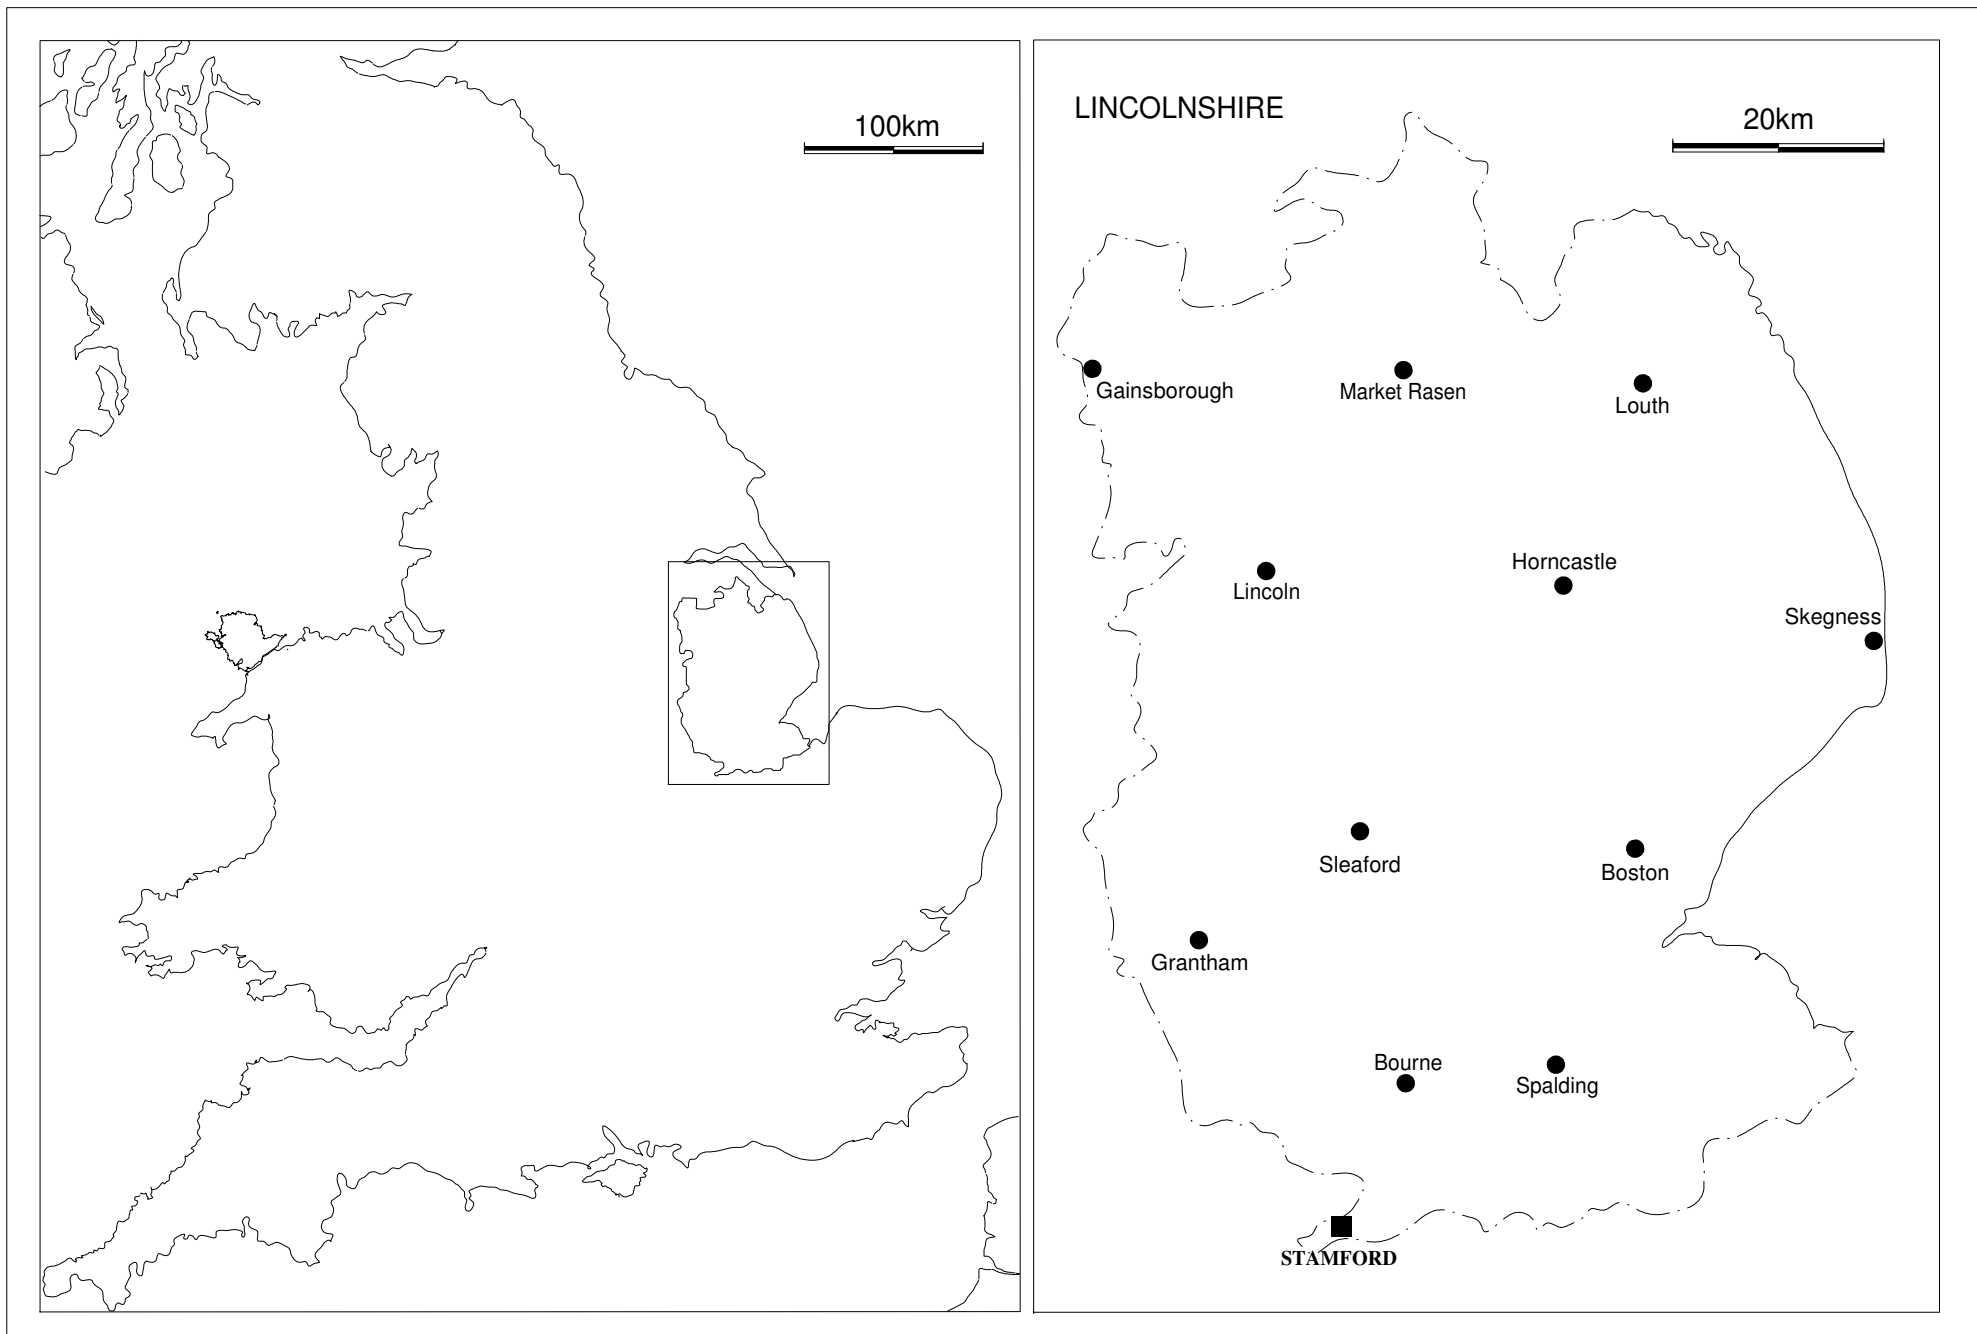 100km
LINCOLNSHIRE
20km
Gainsborough
Market Rasen
Louth
Horncastle
Lincoln
Skegness
Sleaford
Boston
Grantham
Bourne
Spalding
STAMFORD